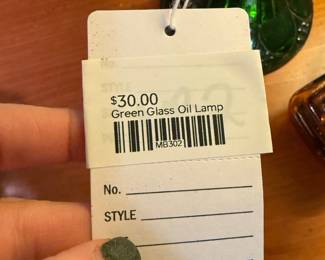 $30.00
Green Glass Oil Lamp
MB302
No.
STYLE